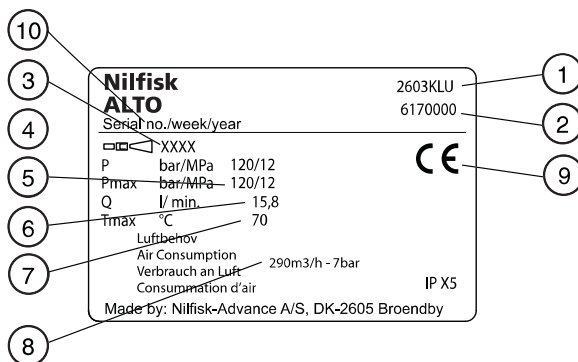 10
Nilfisk
ALTO
2603KLU
1
3
6170000
2
Serial no./week/year
4
XXXX
CE
P bar/MPa 120/12
5
Pmax bar/MPa 120/12
9
Q l/ min. 15,8
6
Tmax °C 70
Luftbehov
7
Air Consumption
290m3/h - 7bar
Verbrauch an Luft
Consummation d'air
IP X5
Made by: Nilfisk-Advance A/S, DK-2605 Broendby
8